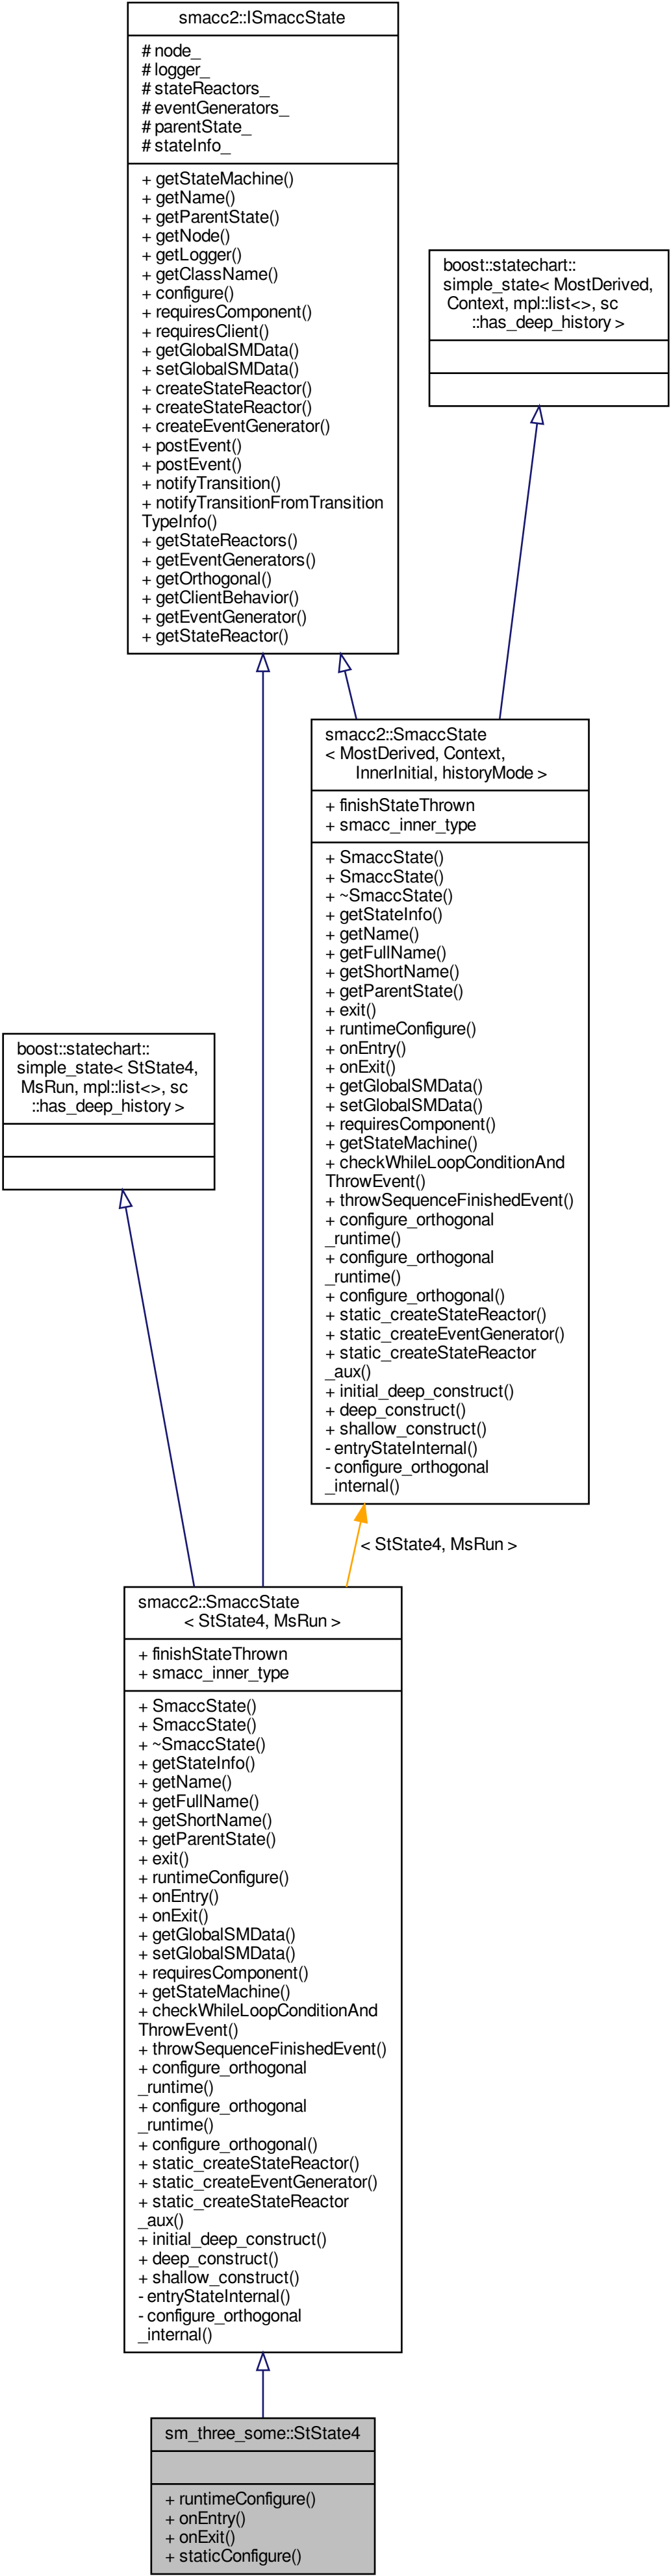 smacc2::ISmaccState
# node_
# logger_
# stateReactors_
# eventGenerators_
# parentState_
# stateInfo_
+ getStateMachine()
+ getName()
+ getParentState()
+ getNode()
+ getLogger()
+ getClassName()
+ configure()
+ requiresComponent()
+ requiresClient()
+ getGlobalSMData()
+ setGlobalSMData()
+ createStateReactor()
+ createStateReactor()
+ createEventGenerator()
+ postEvent()
+ postEvent()
+ notifyTransition()
+ notifyTransitionFromTransition
TypeInfo()
+ getStateReactors()
+ getEventGenerators()
+ getOrthogonal()
+ getClientBehavior()
+ getEventGenerator()
+ getStateReactor()
boost::statechart::
simple_state< MostDerived,
Context, mpl::list<>, sc
::has_deep_history >
smacc2::SmaccState
< MostDerived, Context,
InnerInitial, historyMode >
+ finishStateThrown
+ smacc_inner_type
+ SmaccState()
+ SmaccState()
+ ~SmaccState()
+ getStateInfo()
+ getName()
+ getFullName()
+ getShortName()
+ getParentState()
+ exit()
+ runtimeConfigure()
+ onEntry()
+ onExit()
+ getGlobalSMData()
+ setGlobalSMData()
+ requiresComponent()
+ getStateMachine()
+ checkWhileLoopConditionAnd
ThrowEvent()
+ throwSequenceFinishedEvent()
+ configure_orthogonal
_runtime()
+ configure_orthogonal
_runtime()
+ configure_orthogonal()
+ static_createStateReactor()
+ static_createEventGenerator()
+ static_createStateReactor
_aux()
+ initial_deep_construct()
+ deep_construct()
+ shallow_construct()
- entryStateInternal()
- configure_orthogonal
_internal()
boost::statechart::
simple_state< StState4,
MsRun, mpl::list<>, sc
::has_deep_history >
< StState4, MsRun >
smacc2::SmaccState
< StState4, MsRun >
+ finishStateThrown
+ smacc_inner_type
+ SmaccState()
+ SmaccState()
+ ~SmaccState()
+ getStateInfo()
+ getName()
+ getFullName()
+ getShortName()
+ getParentState()
+ exit()
+ runtimeConfigure()
+ onEntry()
+ onExit()
+ getGlobalSMData()
+ setGlobalSMData()
+ requiresComponent()
+ getStateMachine()
+ checkWhileLoopConditionAnd
ThrowEvent()
+ throwSequenceFinishedEvent()
+ configure_orthogonal
_runtime()
+ configure_orthogonal
_runtime()
+ configure_orthogonal()
+ static_createStateReactor()
+ static_createEventGenerator()
+ static_createStateReactor
_aux()
+ initial_deep_construct()
+ deep_construct()
+ shallow_construct()
- entryStateInternal()
- configure_orthogonal
_internal()
sm_three_some::StState4
+ runtimeConfigure()
+ onEntry()
+ onExit()
+ staticConfigure()